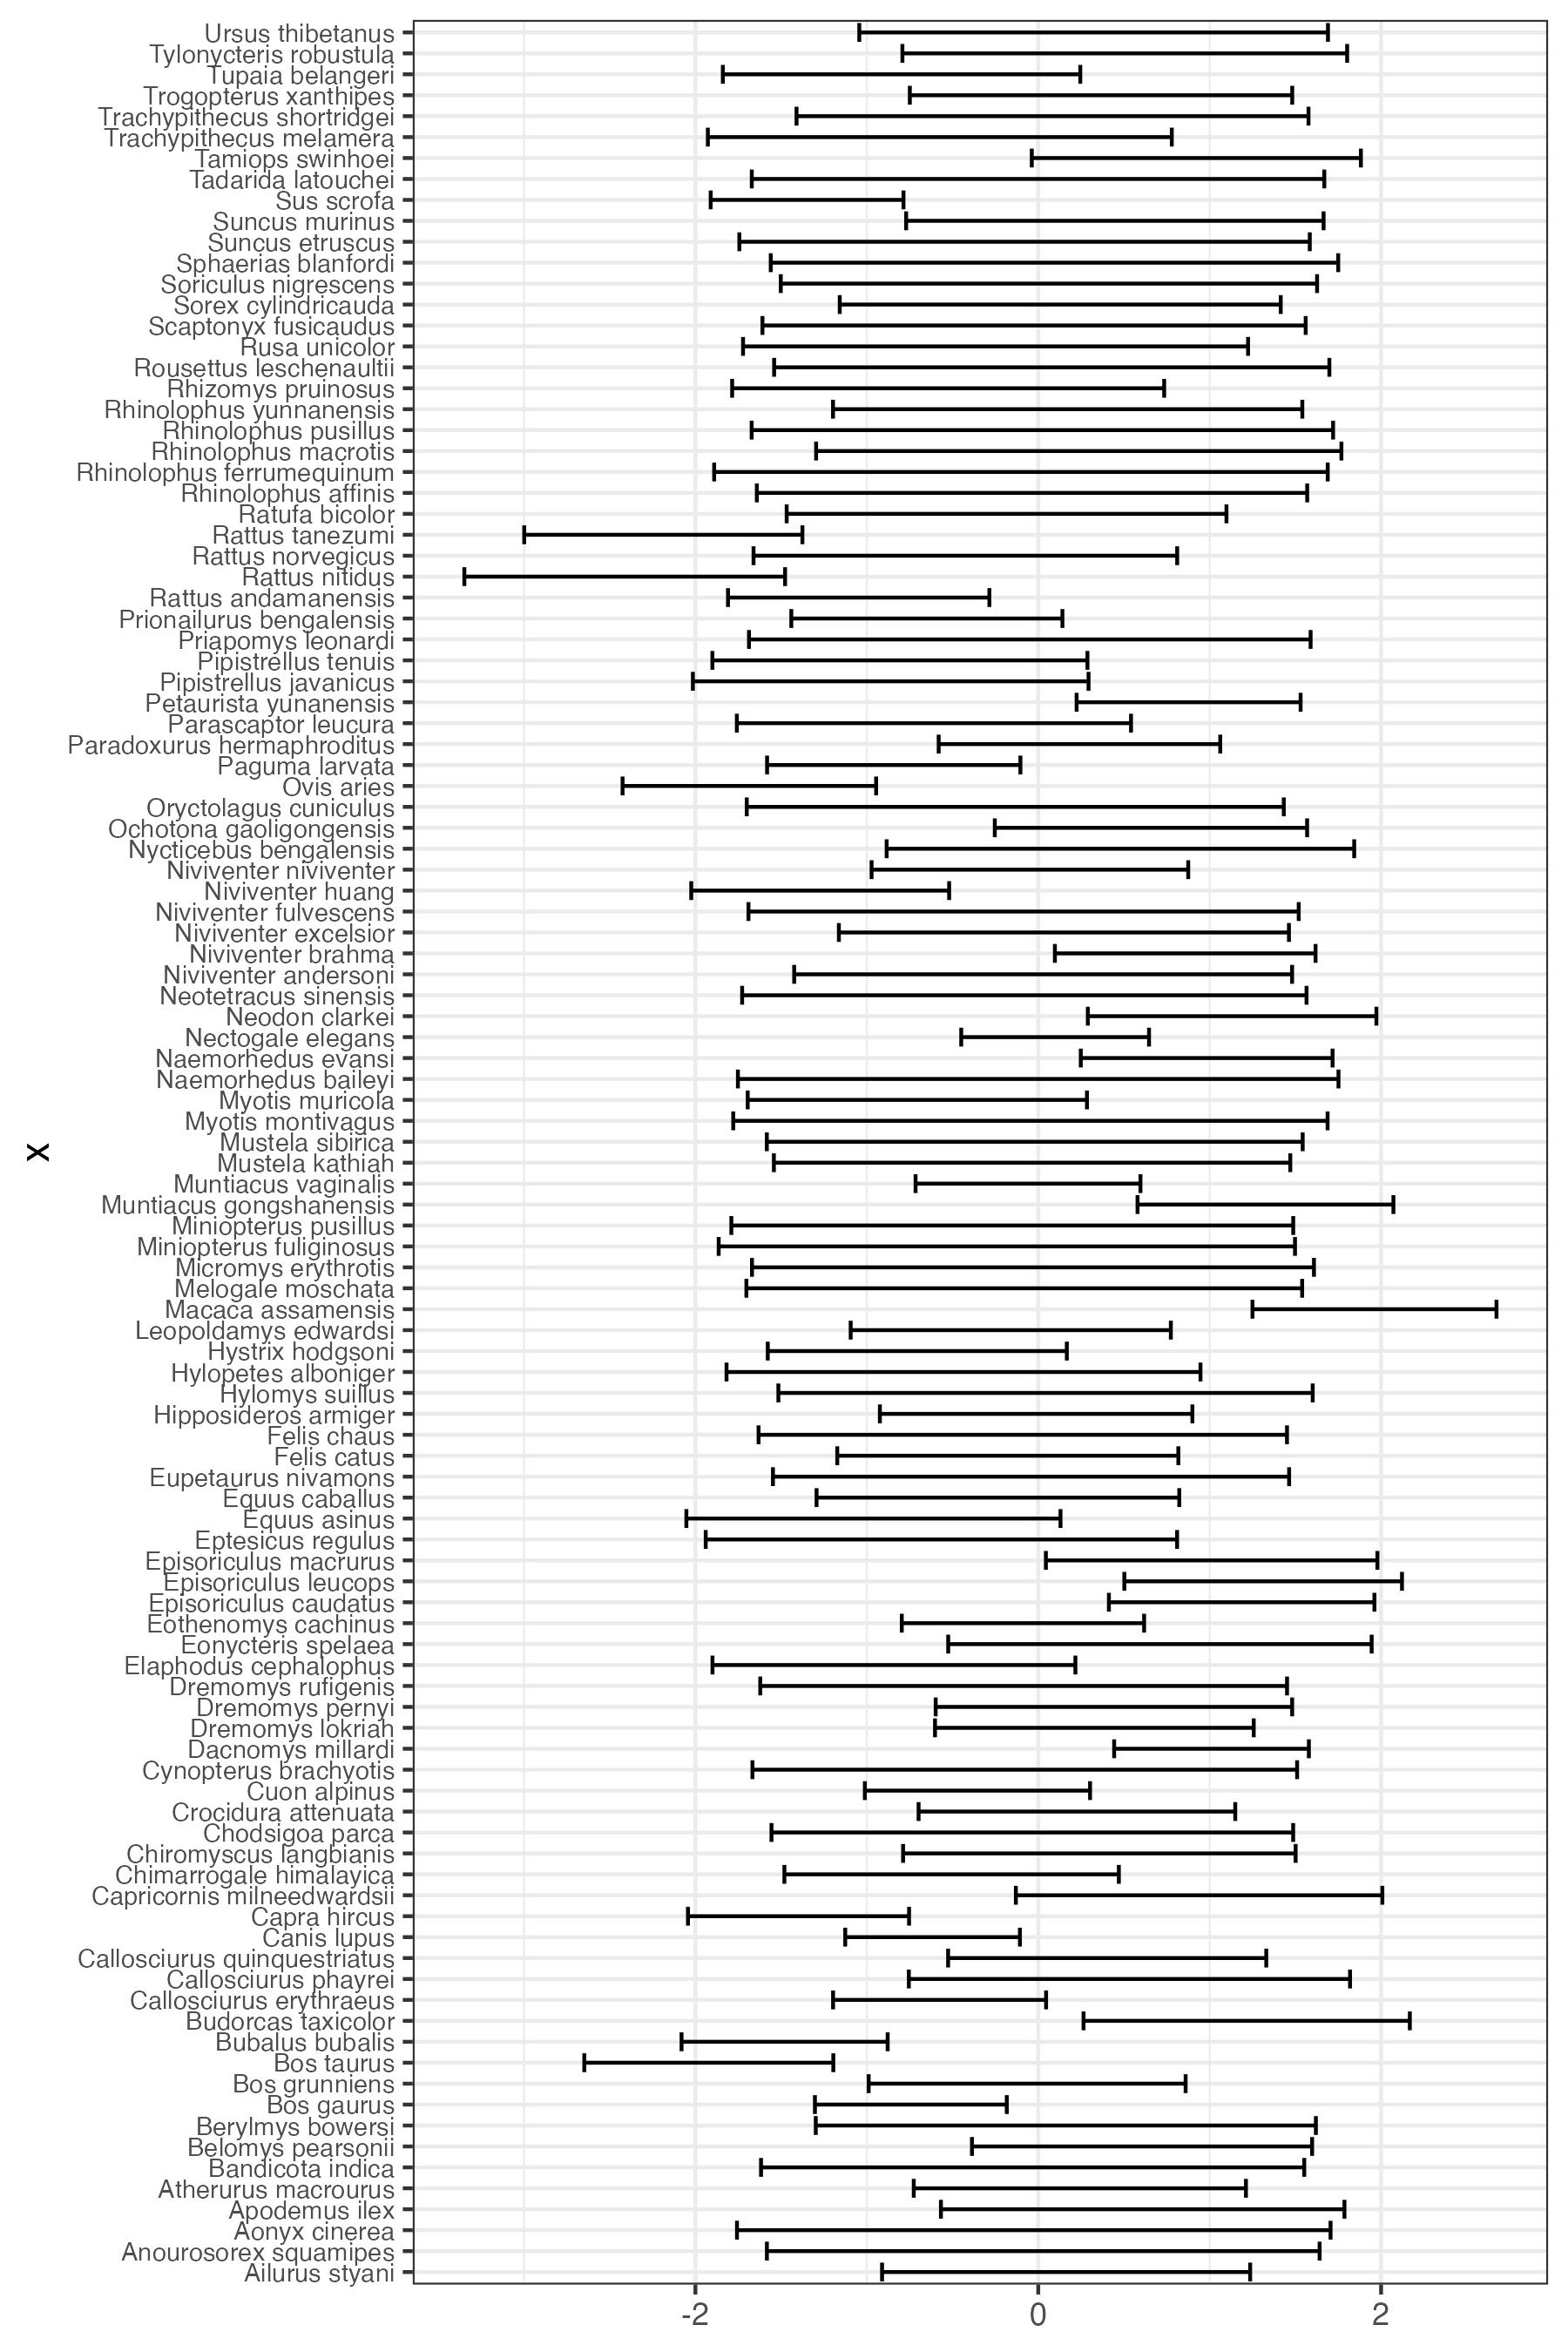 Ursus thibetanus
Tylonycteris robustula
Tupaia belangeri
Trogopterus xanthipes
Trachypithecus shortridgei
Trachypithecus melamera
Tamiops swinhoei
Tadarida latouchei
Sus scrofa
Suncus murinus
Suncus etruscus
Sphaerias blanfordi
Soriculus nigrescens
Sorex cylindricauda
Scaptonyx fusicaudus
Rusa unicolor
Rousettus leschenaultii
Rhizomys pruinosus
Rhinolophus yunnanensis
Rhinolophus pusillus
Rhinolophus macrotis
Rhinolophus ferrumequinum
Rhinolophus affinis
Ratufa bicolor
Rattus tanezumi
Rattus norvegicus
Rattus nitidus
Rattus andamanensis
Prionailurus bengalensis
Priapomys leonardi
Pipistrellus tenuis
Pipistrellus javanicus
Petaurista yunanensis
Parascaptor leucura
Paradoxurus hermaphroditus
Paguma larvata
Ovis aries
Oryctolagus cuniculus
Ochotona gaoligongensis
Nycticebus bengalensis
Niviventer niviventer
Niviventer huang
Niviventer fulvescens
Niviventer excelsior
Niviventer brahma
Niviventer andersoni
Neotetracus sinensis
Neodon clarkei
Nectogale elegans
Naemorhedus evansi
Naemorhedus baileyi
Myotis muricola
Myotis montivagus
Mustela sibirica
Mustela kathiah
Muntiacus vaginalis
Muntiacus gongshanensis
Miniopterus pusillus
Miniopterus fuliginosus
Micromys erythrotis
Melogale moschata
Macaca assamensis
Leopoldamys edwardsi
Hystrix hodgsoni
Hylopetes alboniger
Hylomys suillus
Hipposideros armiger
Felis chaus
Felis catus
Eupetaurus nivamons
Equus caballus
Equus asinus
Eptesicus regulus
Episoriculus macrurus
Episoriculus leucops
Episoriculus caudatus
Eothenomys cachinus
Eonycteris spelaea
Elaphodus cephalophus
Dremomys rufigenis
Dremomys pernyi
Dremomys lokriah
Dacnomys millardi
Cynopterus brachyotis
Cuon alpinus
Crocidura attenuata
Chodsigoa parca
Chiromyscus langbianis
Chimarrogale himalayica
Capricornis milneedwardsii
Capra hircus
Canis lupus
Callosciurus quinquestriatus
Callosciurus phayrei
Callosciurus erythraeus
Budorcas taxicolor
Bubalus bubalis
Bos taurus
Bos grunniens
Bos gaurus
Berylmys bowersi
Belomys pearsonii
Bandicota indica
Atherurus macrourus
Apodemus ilex
Aonyx cinerea
Anourosorex squamipes
Ailurus styani
x
-2 0 2